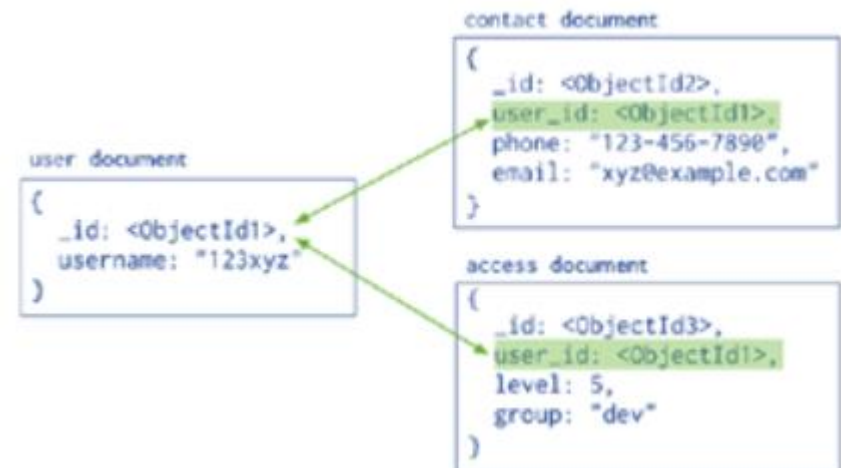 user document
{
_id: <ObjectId1>,
username: "123xyz"
}
contact document
{
_id: <ObjectId2>,
user_id: <ObjectId1>,
phone: "123-456-7890",
email: "xyz@example.com"
}
access document
{
_id: <ObjectId3>,
user_id: <ObjectId1>,
level: 5,
group: "dev"
}